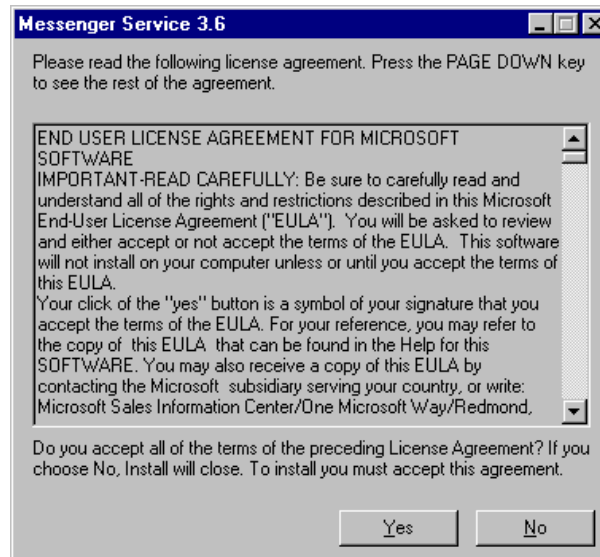 Messenger Service 3.6
Please read the following license agreement. Press the PAGE DOWN key
to see the rest of the agreement.
END USER LICENSE AGREEMENT FOR MICROSOFT
SOFTWARE
IMPORTANT-READ CAREFULLY: Be sure to carefully read and
understand all of the rights and restrictions described in this Microsoft
End-User License Agreement ("EULA").  You will be asked to review
and either accept or not accept the terms of the EULA.  This software
will not install on your computer unless or until you accept the terms of
this EULA.
Your click of the "yes" button is a symbol of your signature that you
accept the terms of the EULA. For your reference, you may refer to
the copy of  this EULA  that can be found in the Help for this
SOFTWARE. You may also receive a copy of this EULA by
contacting the Microsoft  subsidiary serving your country, or write:
Microsoft Sales Information Center/One Microsoft Way/Redmond,
Do you accept all of the terms of the preceding License Agreement? If you
choose No, Install will close. To install you must accept this agreement.
Yes No